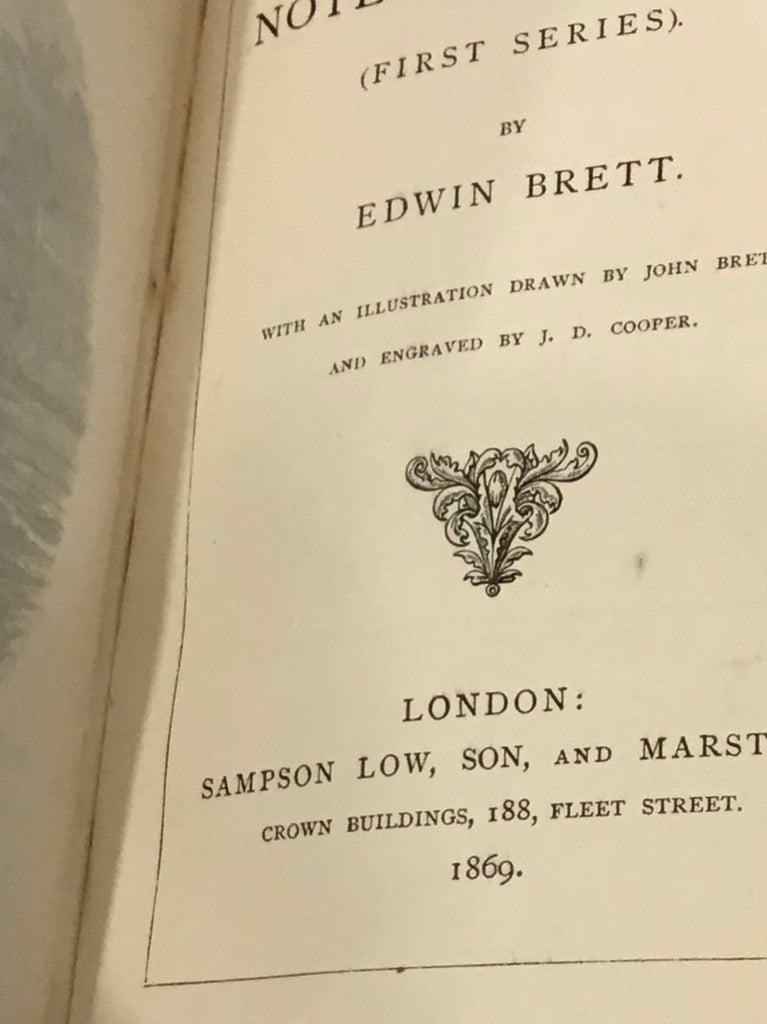 (FIRST SERIES).
BY
EDWIN BRETT.
WITH AN ILLUSTRATION DRAWN BY JOHN
AND ENGRAVED BY J. D. COOPER.
LONDON:
SAMPSON LOW, SON, AND
CROWN BUILDINGS, 188, FLEET STREET.
1869.